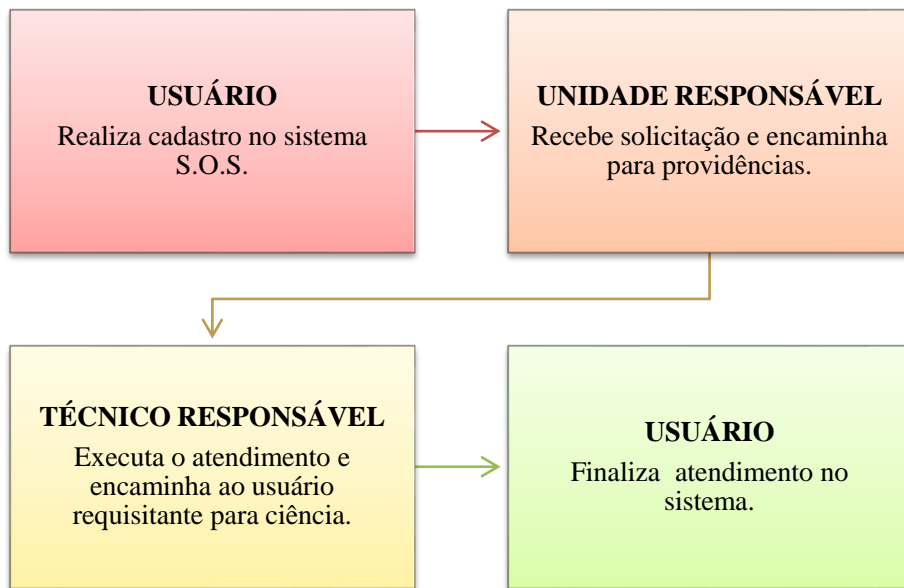 USUÁRIO
Realiza cadastro no sistema
S.O.S.
UNIDADE RESPONSÁVEL
Recebe solicitação e encaminha
para providências.
TÉCNICO RESPONSÁVEL
Executa o atendimento e
encaminha ao usuário
requisitante para ciência.
USUÁRIO
Finaliza  atendimento no
sistema.